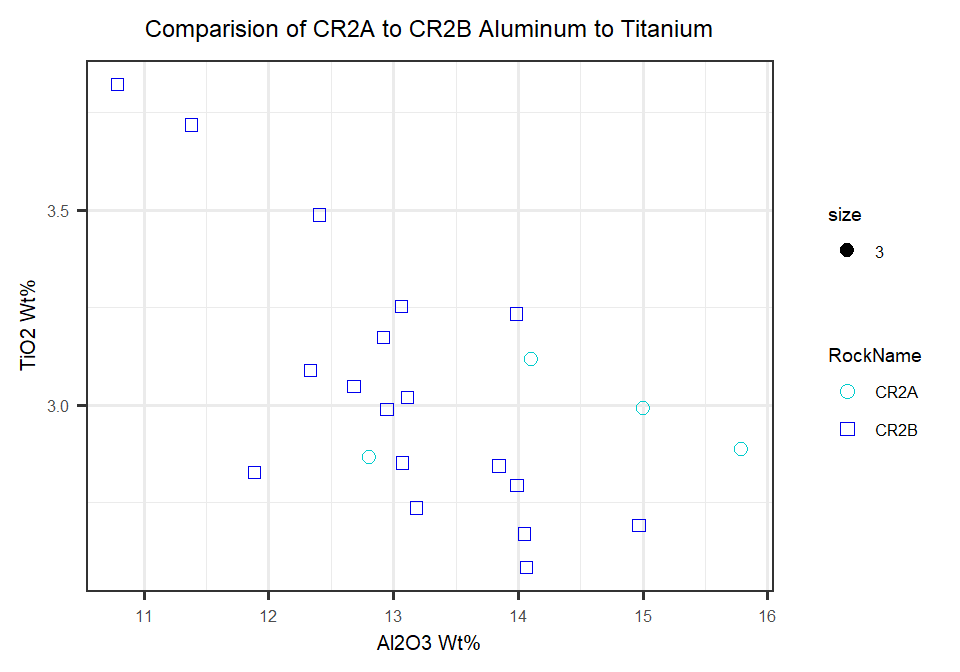 Comparision of CR2A to CR2B Aluminum to Titanium
TiO2 Wt%
3.5
3.0
11 12 13 14 15 16
Al2O3 Wt%
size
3
RockName
CR2A
CR2B